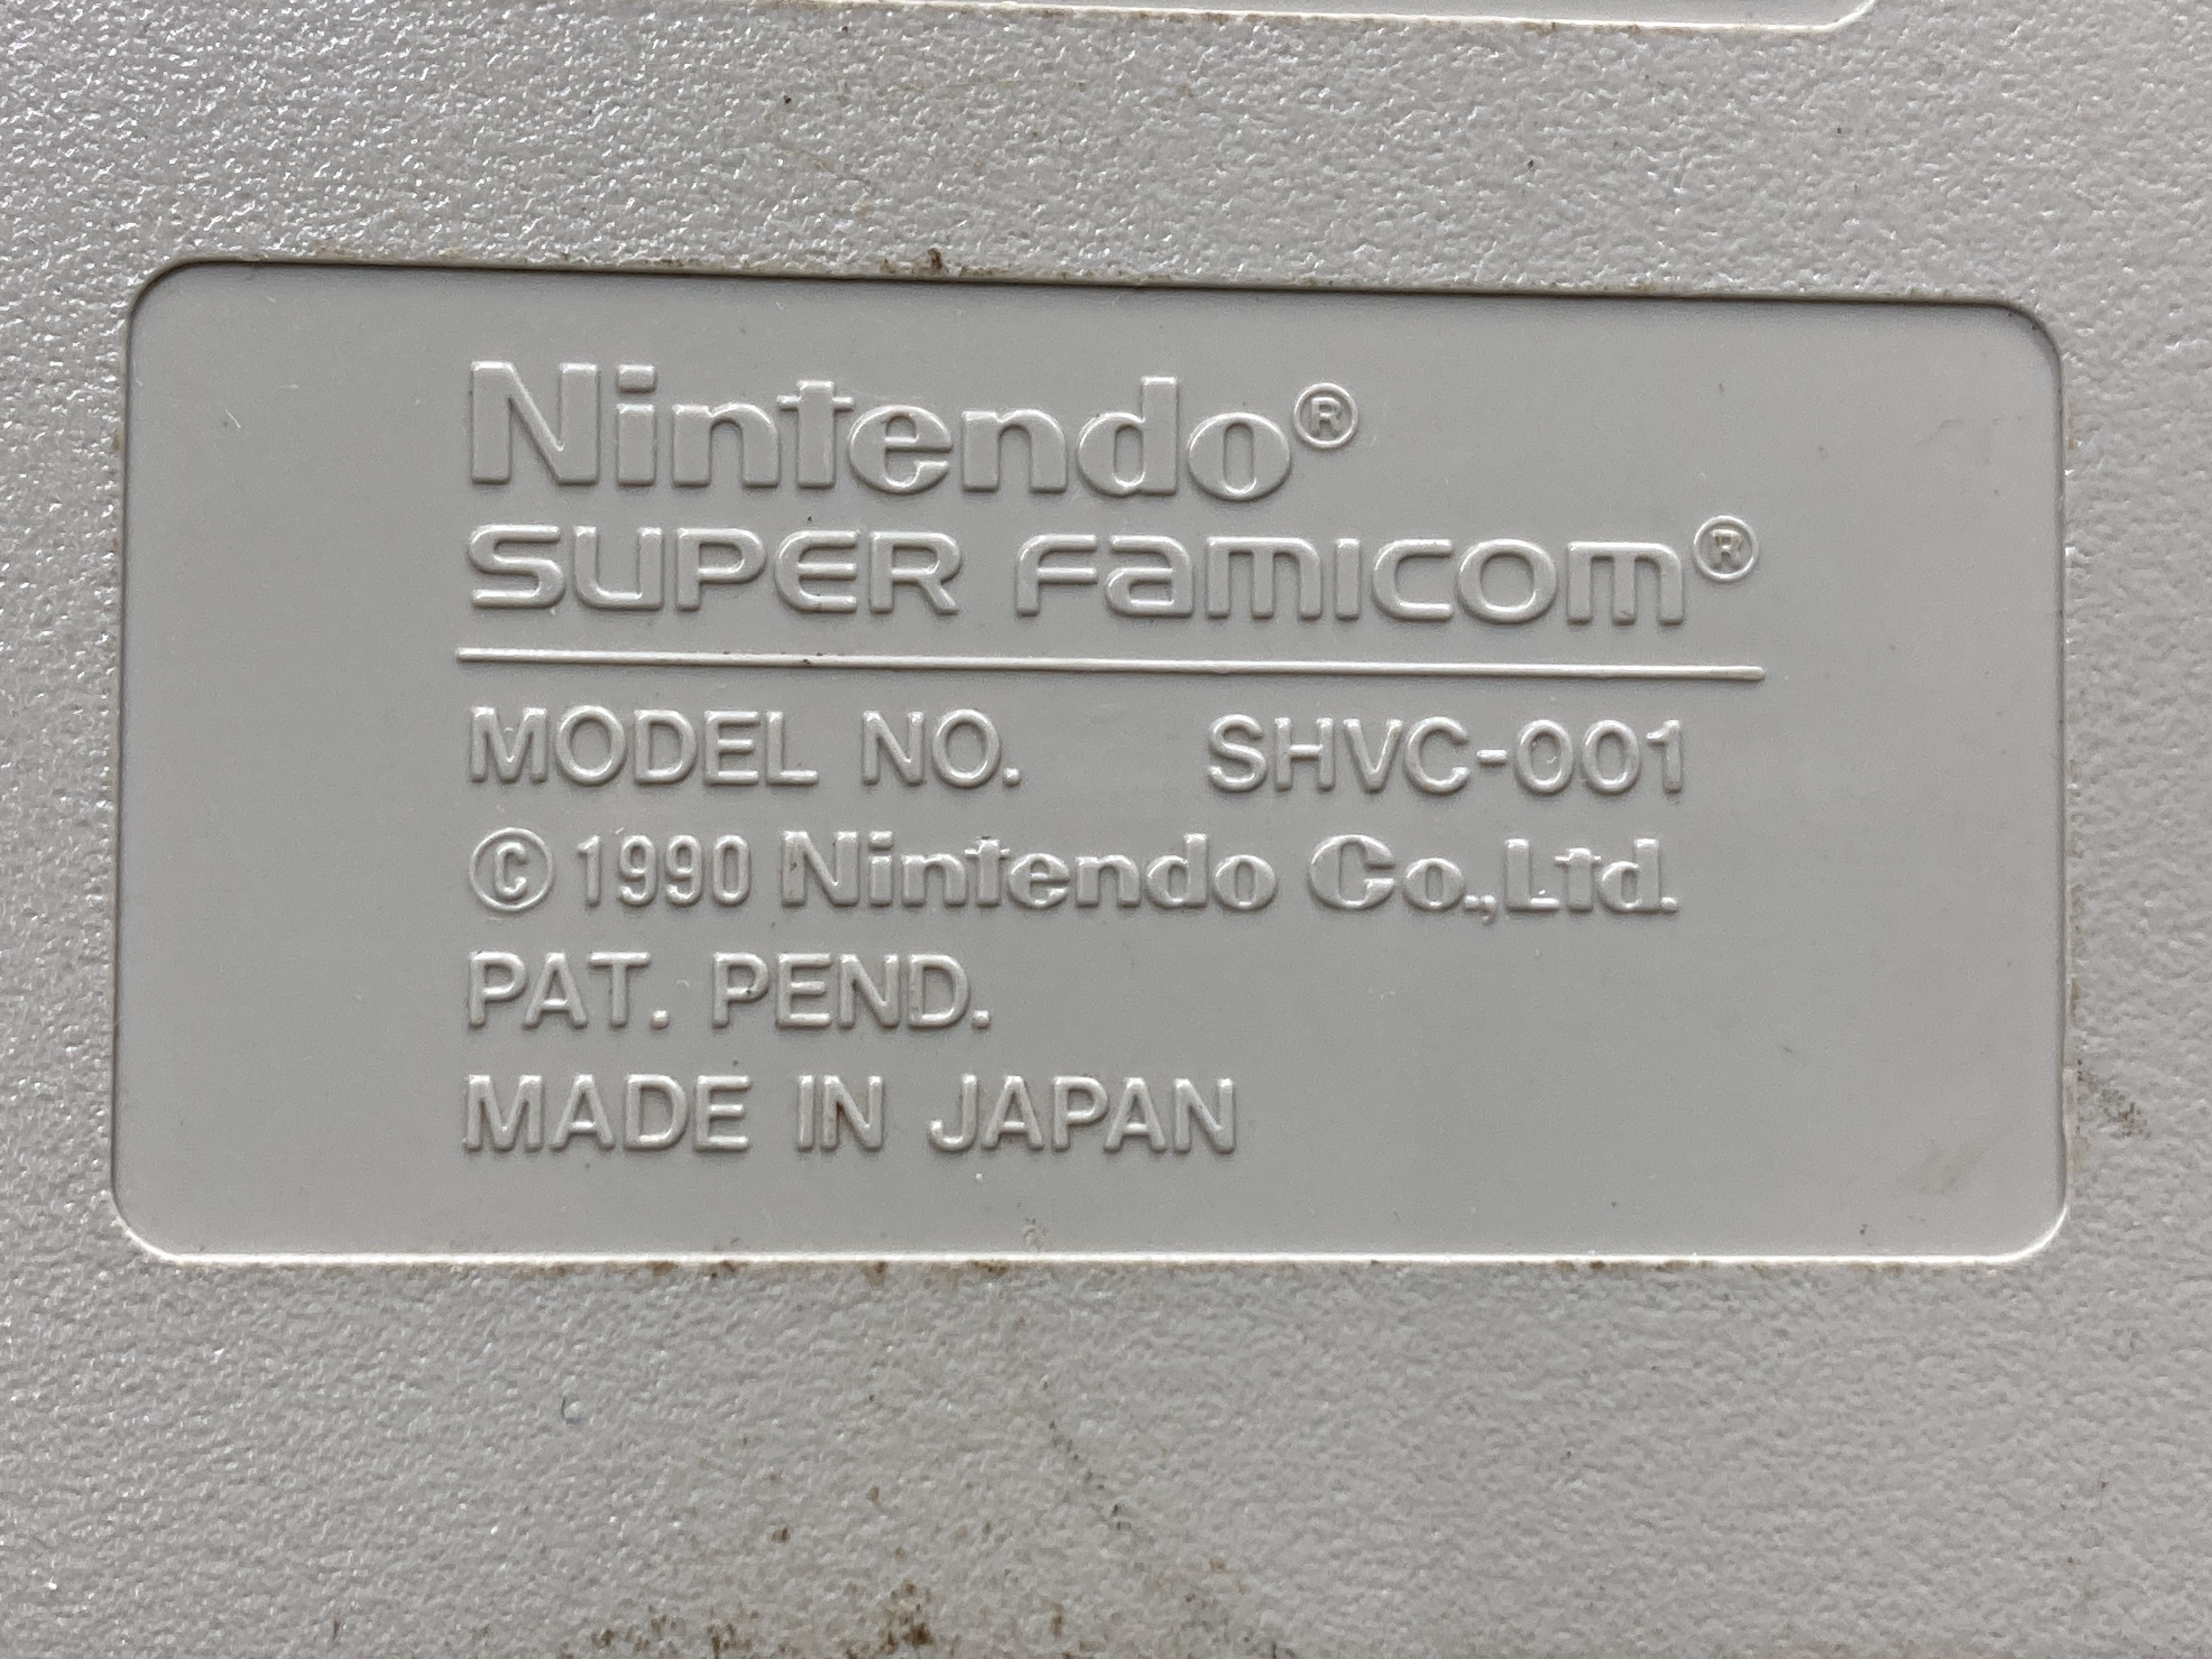 Nintendo®
SUPER FAMICOM®
MODEL NO. SHVC-001
© 1990 Nintendo Co.,Ltd.
PAT. PEND.
MADE IN JAPAN